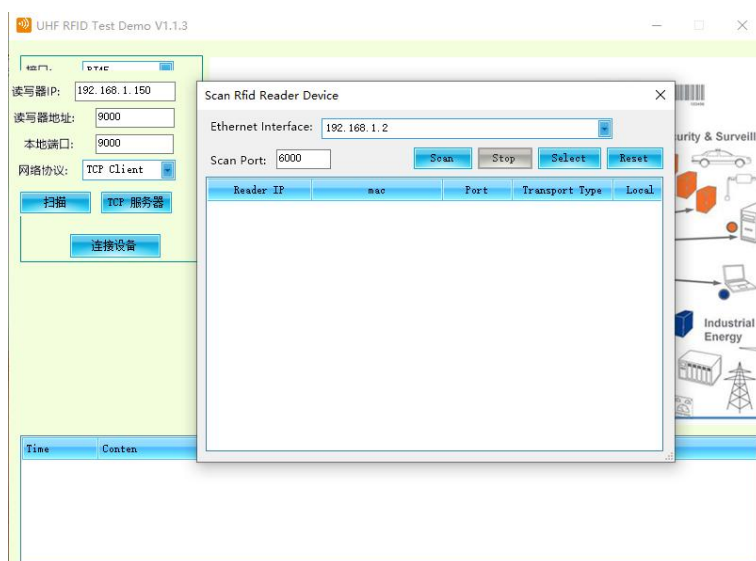 UHF RFID Test Demo V1.1.3
接口:
RJ45
读写器IP:
192.168.1.150
读写器地址:
9000
本地端口:
9000
网络协议:
TCP Client
扫描
TCP 服务器
连接设备
Scan Rfid Reader Device
Ethernet Interface:
192.168.1.2
Scan Port:
6000
Scan
Stop
Select
Reset
Reader IP
mac
Port
Transport Type
Local
urity & Surveill
Industrial
Energy
Time
Conten